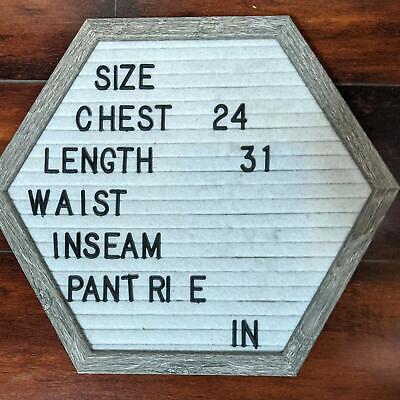 SIZE
CHEST 24
LENGTH 31
WAIST
INSEAM
PANT RI E
IN